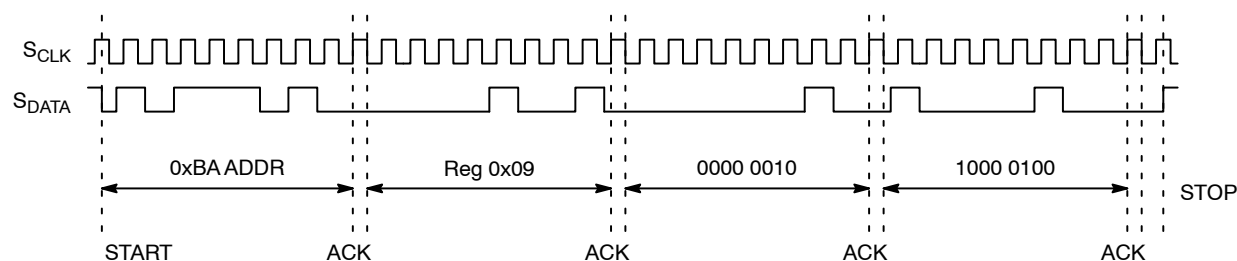 SCLK
SDATA
0xBA ADDR
Reg 0x09
0000 0010
1000 0100
START
ACK
ACK
ACK
ACK
STOP